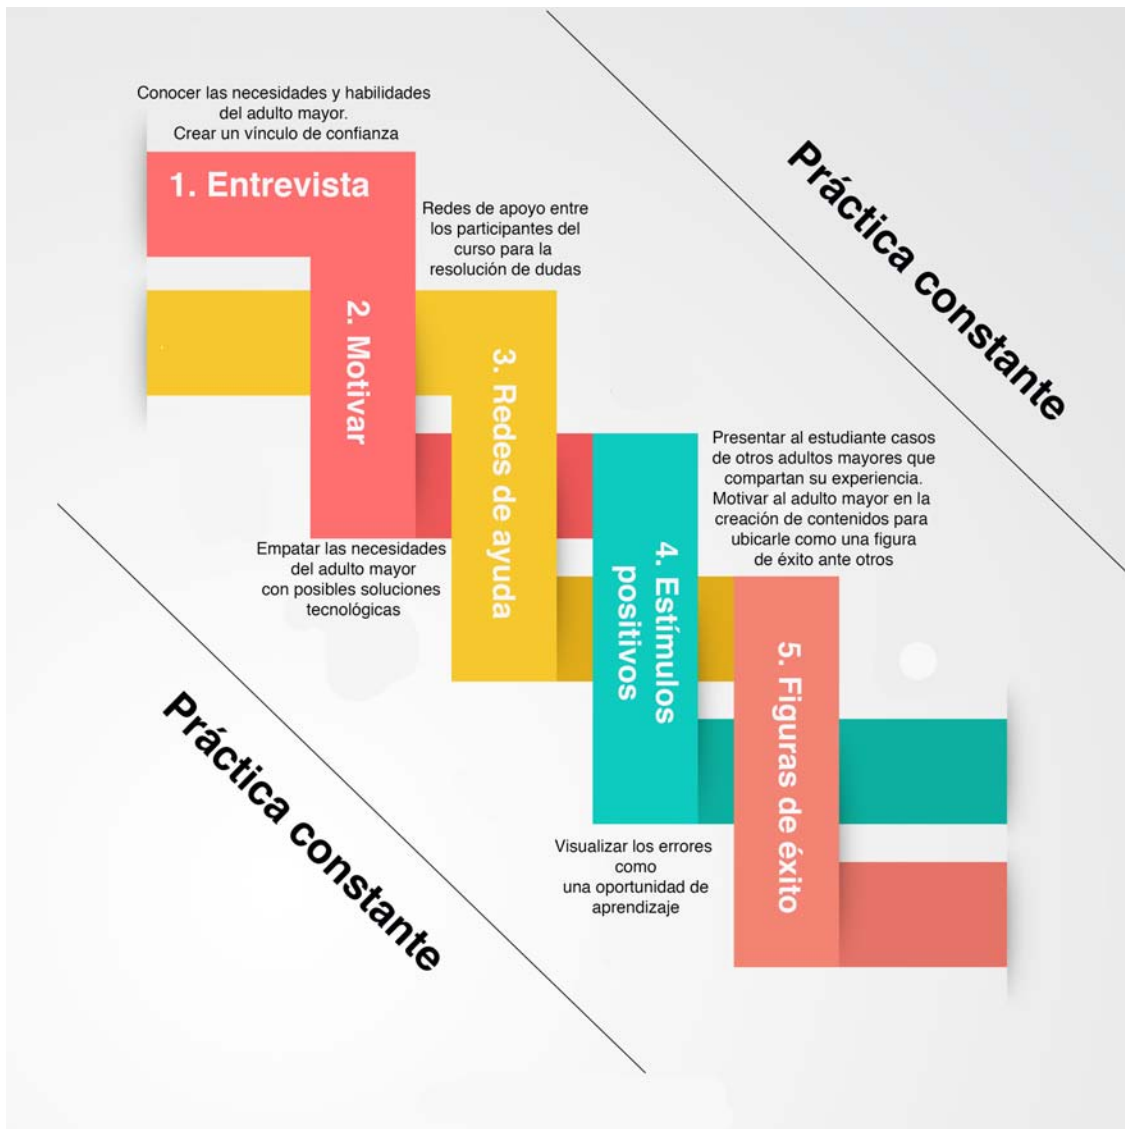 Conocer las necesidades y habilidades
del adulto mayor.
Crear un vínculo de confianza
1. Entrevista
Redes de apoyo entre
los participantes del
curso para la
resolución de dudas
2. Motivar
Empatar las necesidades
del adulto mayor
con posibles soluciones
tecnológicas
3. Redes de ayuda
4. Estímulos
positivos
Visualizar los errores
como
una oportunidad de
aprendizaje
Presentar al estudiante casos
de otros adultos mayores que
compartan su experiencia.
Motivar al adulto mayor en la
creación de contenidos para
ubicarle como una figura
de éxito ante otros
5. Figuras de éxito
Práctica constante
Práctica constante